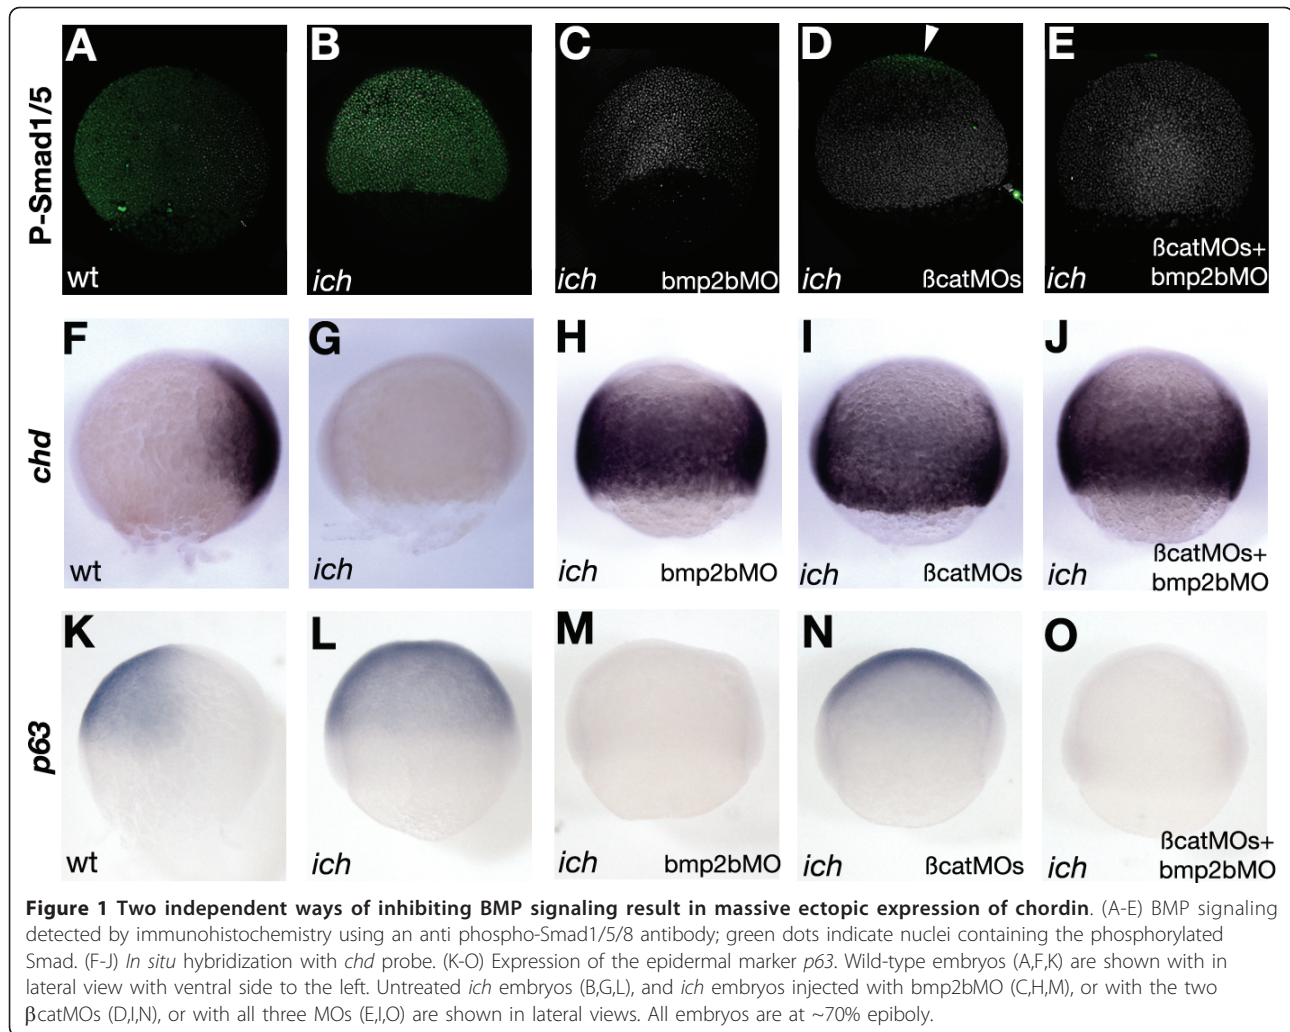 P-Smad1/5
A
wt
B
ich
C
ich bmp2bMO
D
ich ßcatMOs
E
ßcatMOs+
ich bmp2bMO
chd
F
wt
G
ich
H
ich bmp2bMO
I
ich ßcatMOs
J
ßcatMOs+
ich bmp2bMO
p63
K
wt
L
ich
M
ich bmp2bMO
N
ich ßcatMOs
O
ßcatMOs+
ich bmp2bMO
Figure 1 Two independent ways of inhibiting BMP signaling result in massive ectopic expression of chordin. (A-E) BMP signaling
detected by immunohistochemistry using an anti phospho-Smad1/5/8 antibody; green dots indicate nuclei containing the phosphorylated
Smad. (F-J) In situ hybridization with chd probe. (K-O) Expression of the epidermal marker p63. Wild-type embryos (A,F,K) are shown with in
lateral view with ventral side to the left. Untreated ich embryos (B,G,L), and ich embryos injected with bmp2bMO (C,H,M), or with the two
βcatMOs (D,I,N), or with all three MOs (E,I,O) are shown in lateral views. All embryos are at ~70% epiboly.